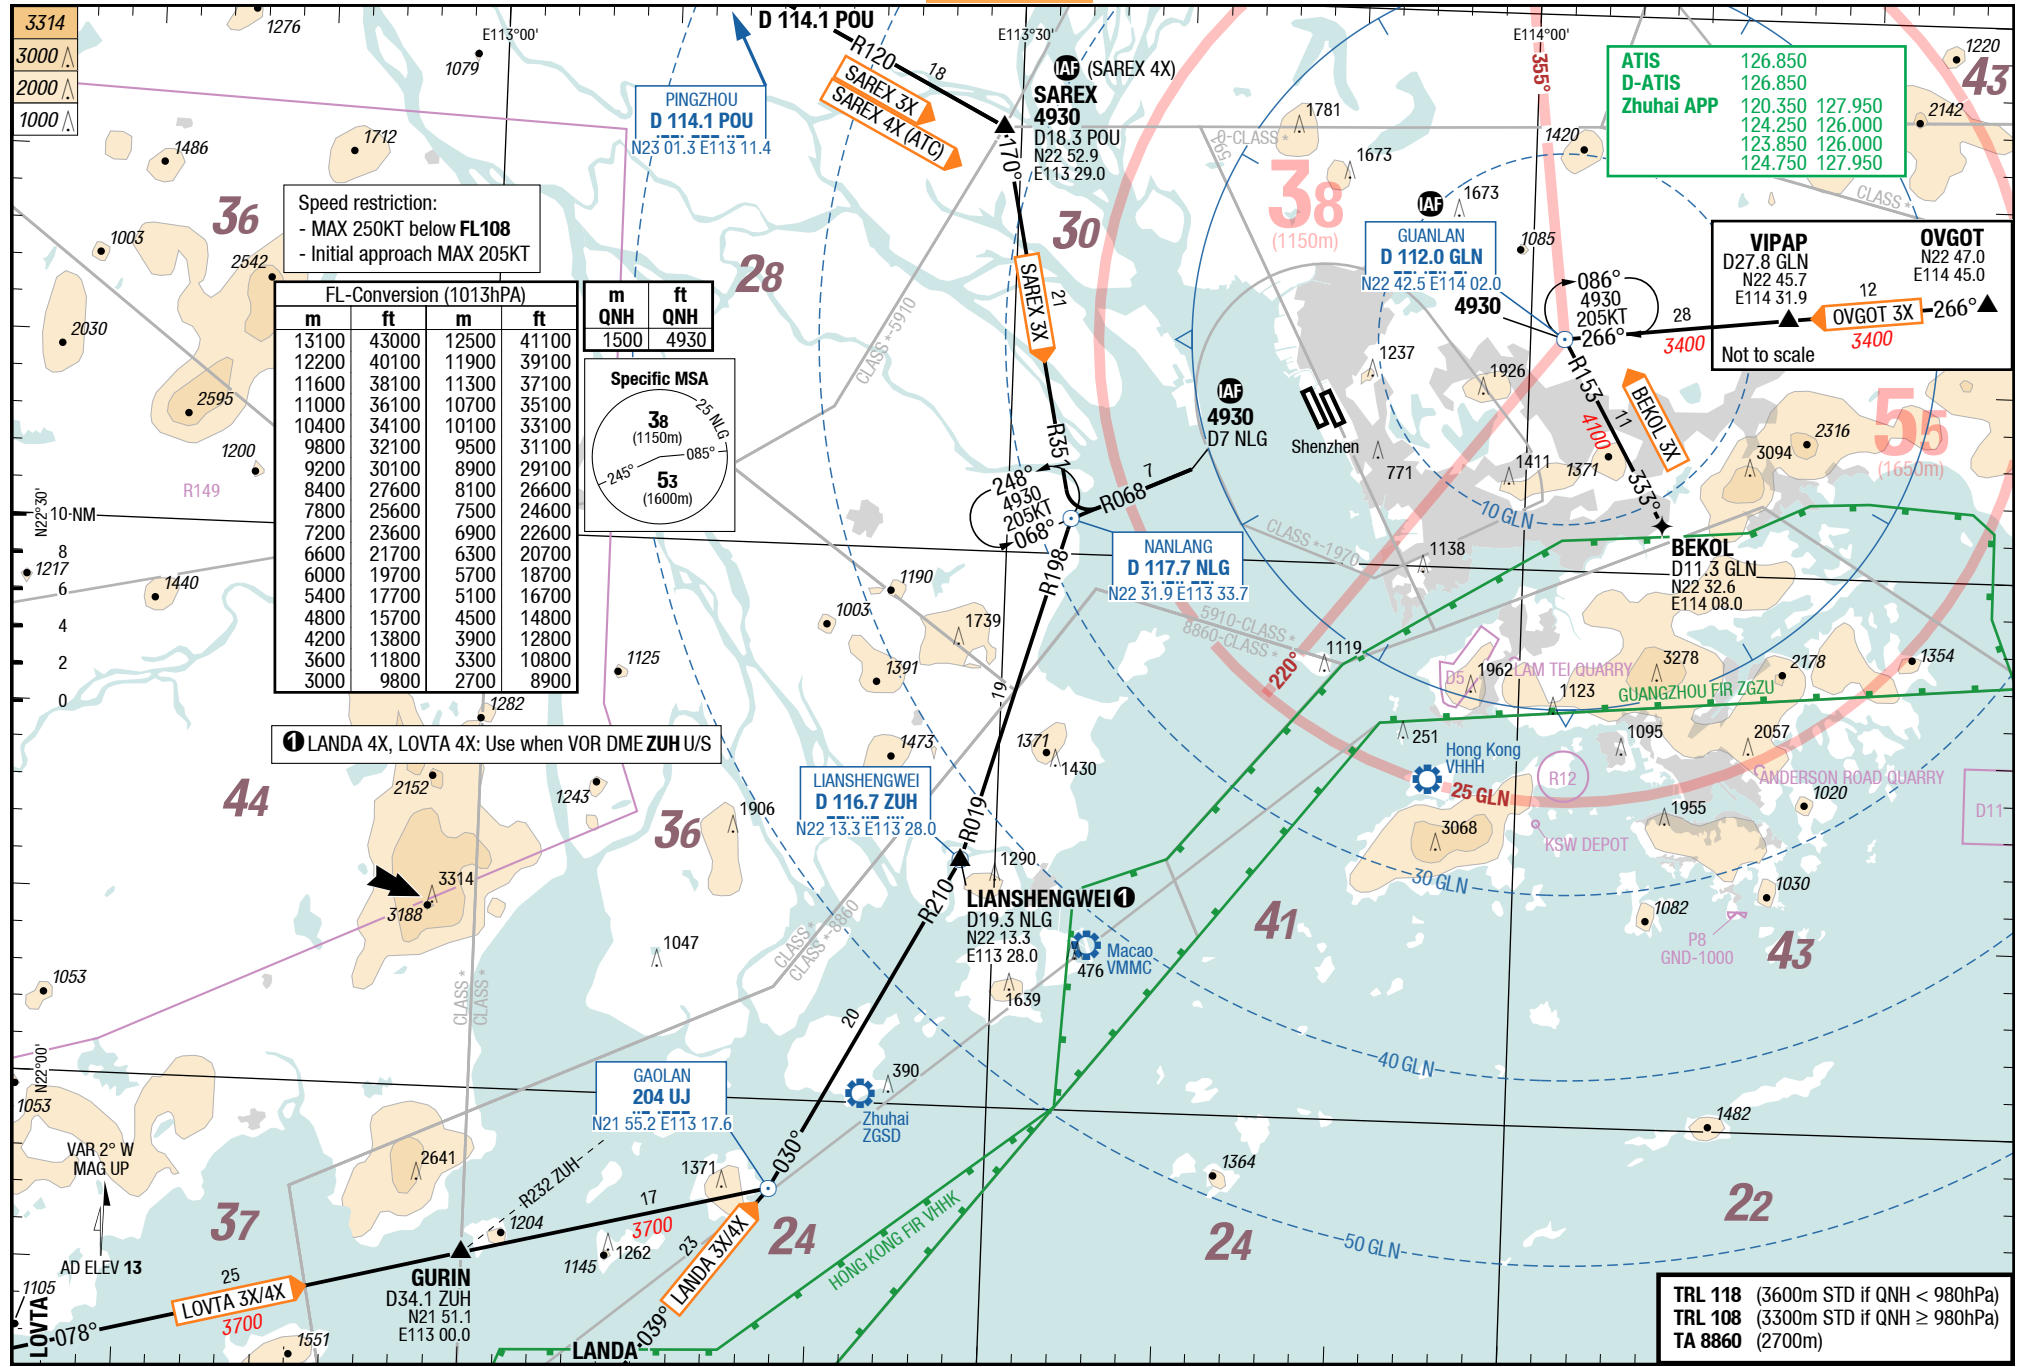 3314
3000
2000
1000
1276
1079
1486
1712
E113°00'
D 114.1 POU
R120
18
SAREX 3X
SAREX 4X (ATC)
PINGZHOU
D 114.1 POU
N23 01.3 E113 11.4
E113°30'
IAF (SAREX 4X)
SAREX
4930
D18.3 POU
N22 52.9
E113 29.0
170°
E114°00'
355°
ATIS 126.850
D-ATIS 126.850
Zhuhai APP 120.350 127.950
124.250 126.000
123.850 126.000
124.750 127.950
1220
43
2142
1781
1673
1420
0-CLASS *
591
CLASS *
38
(1150m)
36
Speed restriction:
- MAX 250KT below FL108
- Initial approach MAX 205KT
1003
2542
2030
2595
1200
28
30
SAREX 3X
21
CLASS *-5910
IAF
1673
GUANLAN
D 112.0 GLN
N22 42.5 E114 02.0
4930
1085
086°
4930
205KT
266°
VIPAP
D27.8 GLN
N22 45.7
E114 31.9
OVGOT
N22 47.0
E114 45.0
28
3400
12
OVGOT 3X
3400
266°
Not to scale
FL-Conversion (1013hPA)
m ft m ft
13100 43000 12500 41100
12200 40100 11900 39100
11600 38100 11300 37100
11000 36100 10700 35100
10400 34100 10100 33100
9800 32100 9500 31100
9200 30100 8900 29100
8400 27600 8100 26600
7800 25600 7500 24600
7200 23600 6900 22600
6600 21700 6300 20700
6000 19700 5700 18700
5400 17700 5100 16700
4800 15700 4500 14800
4200 13800 3900 12800
3600 11800 3300 10800
3000 9800 2700 8900
m ft
QNH QNH
1500 4930
Specific MSA
38
(1150m)
25 NLG
085°
245°
53
(1600m)
R351
248°
4930
205KT
068°
R068
7
IAF
4930
D7 NLG
Shenzhen
1237
1926
771
1411
1371
R153
4100
11
BEKOL 3X
333°
3094
2316
55
(1650m)
R149
N22°30'
10 NM
8
6
4
2
0
1217
1440
1190
1003
1739
1391
1125
1282
NANLANG
D 117.7 NLG
N22 31.9 E113 33.7
R198
CLASS *-1970
10 GLN
1138
BEKOL
D11.3 GLN
N22 32.6
E114 08.0
5910-CLASS *
8860-CLASS *
1119
220°
D5
1962
LAM TEI QUARRY
3278
2178
1354
1123
GUANGZHOU FIR ZGZU
❶ LANDA 4X, LOVTA 4X: Use when VOR DME ZUH U/S
19
1473
1371
1430
251
Hong Kong
VHHH
25 GLN
R12
1095
2057
ANDERSON ROAD QUARRY
1020
D11
44
2152
1243
36
1906
LIANSHENGWEI
D 116.7 ZUH
N22 13.3 E113 28.0
R019
1955
3068
KSW DEPOT
30 GLN
3314
3188
1290
R210
LIANSHENGWEI❶
D19.3 NLG
N22 13.3
E113 28.0
41
1030
1082
P8
GND-1000
43
1053
1047
CLASS *
CLASS *-8860
CLASS *
CLASS *
476
Macao
VMMC
1639
20
40 GLN
N22°00'
1053
GAOLAN
204 UJ
N21 55.2 E113 17.6
390
Zhuhai
ZGSD
1482
VAR 2° W
MAG UP
2641
R232 ZUH
1371
030°
1364
37
17
3700
1204
1262
1145
24
24
22
HONG KONG FIR VHHK
50 GLN
AD ELEV 13
1105
25
LOVTA 3X/4X
3700
GURIN
D34.1 ZUH
N21 51.1
E113 00.0
23
LANDA 3X/4X
LOVTA
078°
1551
LANDA
039°
TRL 118 (3600m STD if QNH < 980hPa)
TRL 108 (3300m STD if QNH ≥ 980hPa)
TA 8860 (2700m)